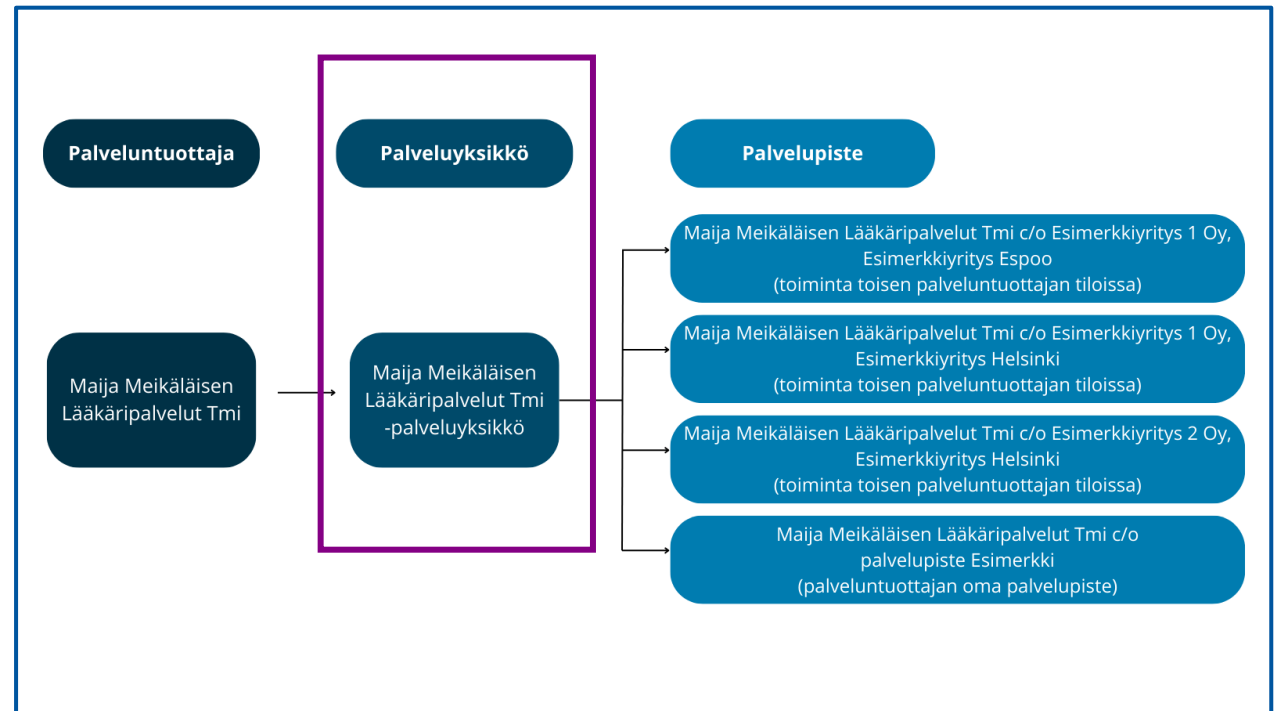 Palveluntuottaja
Palveluyksikkö
Palvelupiste
Maija Meikäläisen
Lääkäripalvelut Tmi
Maija Meikäläisen
Lääkäripalvelut Tmi
-palveluyksikkö
Maija Meikäläisen Lääkäripalvelut Tmi c/o Esimerkkiyritys 1 Oy,
Esimerkkiyritys Espoo
(toiminta toisen palveluntuottajan tiloissa)
Maija Meikäläisen Lääkäripalvelut Tmi c/o Esimerkkiyritys 1 Oy,
Esimerkkiyritys Helsinki
(toiminta toisen palveluntuottajan tiloissa)
Maija Meikäläisen Lääkäripalvelut Tmi c/o Esimerkkiyritys 2 Oy,
Esimerkkiyritys Helsinki
(toiminta toisen palveluntuottajan tiloissa)
Maija Meikäläisen Lääkäripalvelut Tmi c/o
palvelupiste Esimerkki
(palveluntuottajan oma palvelupiste)